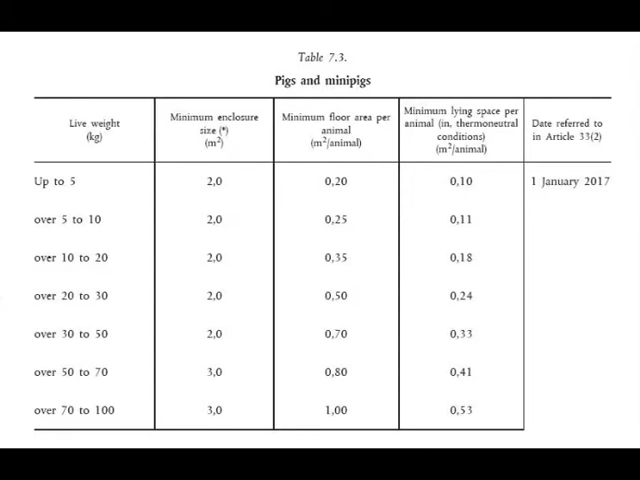 Table 7.3.
Pigs and minipigs
Live weight (kg) | Minimum enclosure size (*) (m²) | Minimum floor area per animal (m²/animal) | Minimum lying space per animal (in, thermoneutral conditions) (m²/animal) | Date referred to in Article 33(2)
Up to 5 | 2,0 | 0,20 | 0,10 | 1 January 2017
over 5 to 10 | 2,0 | 0,25 | 0,11
over 10 to 20 | 2,0 | 0,35 | 0,18
over 20 to 30 | 2,0 | 0,50 | 0,24
over 30 to 50 | 2,0 | 0,70 | 0,33
over 50 to 70 | 3,0 | 0,80 | 0,41
over 70 to 100 | 3,0 | 1,00 | 0,53